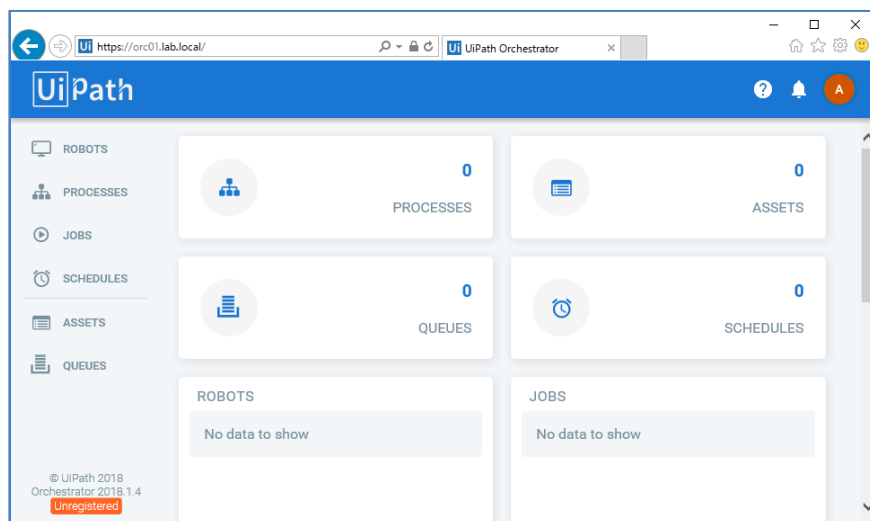 https://orc01.lab.local/
Ui UiPath Orchestrator
UiPath
A
ROBOTS
PROCESSES
JOBS
SCHEDULES
ASSETS
QUEUES
0
PROCESSES
0
ASSETS
0
QUEUES
0
SCHEDULES
ROBOTS
No data to show
JOBS
No data to show
© UiPath 2018
Orchestrator 2018.1.4
Unregistered